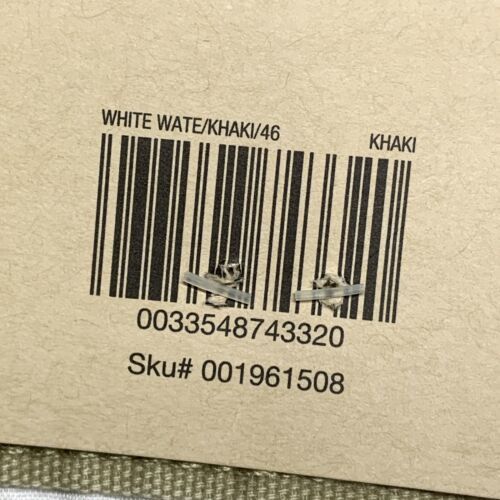 WHITE WATE/KHAKI/46 KHAKI
0033548743320
Sku# 001961508